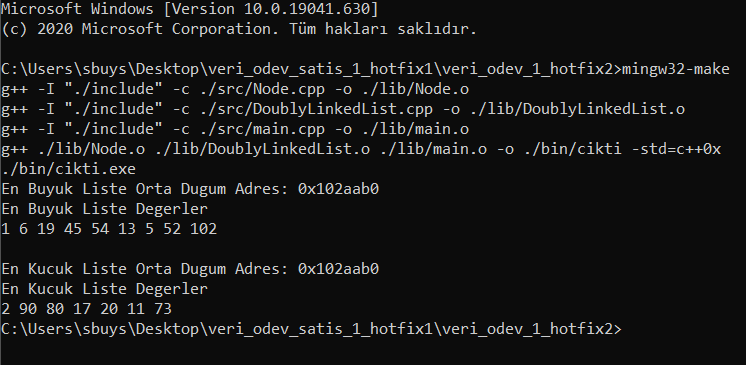 Microsoft Windows [Version 10.0.19041.630]
(c) 2020 Microsoft Corporation. Tüm hakları saklıdır.
C:\Users\sbuys\Desktop\veri_odev_satis_1_hotfix1\veri_odev_1_hotfix2>mingw32-make
g++ -I "./include" -c ./src/Node.cpp -o ./lib/Node.o
g++ -I "./include" -c ./src/DoublyLinkedList.cpp -o ./lib/DoublyLinkedList.o
g++ -I "./include" -c ./src/main.cpp -o ./lib/main.o
g++ ./lib/Node.o ./lib/DoublyLinkedList.o ./lib/main.o -o ./bin/cikti -std=c++0x
./bin/cikti.exe
En Buyuk Liste Orta Dugum Adres: 0x102aab0
En Buyuk Liste Degerler
1 6 19 45 54 13 5 52 102
En Kucuk Liste Orta Dugum Adres: 0x102aab0
En Kucuk Liste Degerler
2 90 80 17 20 11 73
C:\Users\sbuys\Desktop\veri_odev_satis_1_hotfix1\veri_odev_1_hotfix2>